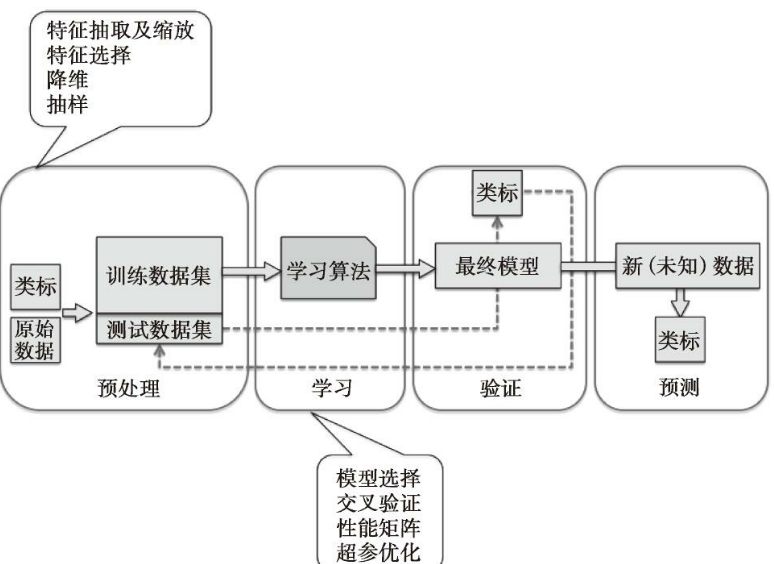 特征抽取及缩放
特征选择
降维
抽样
类标
原始
数据
训练数据集
测试数据集
预处理
学习算法
学习
类标
最终模型
验证
新(未知)数据
类标
预测
模型选择
交叉验证
性能矩阵
超参优化